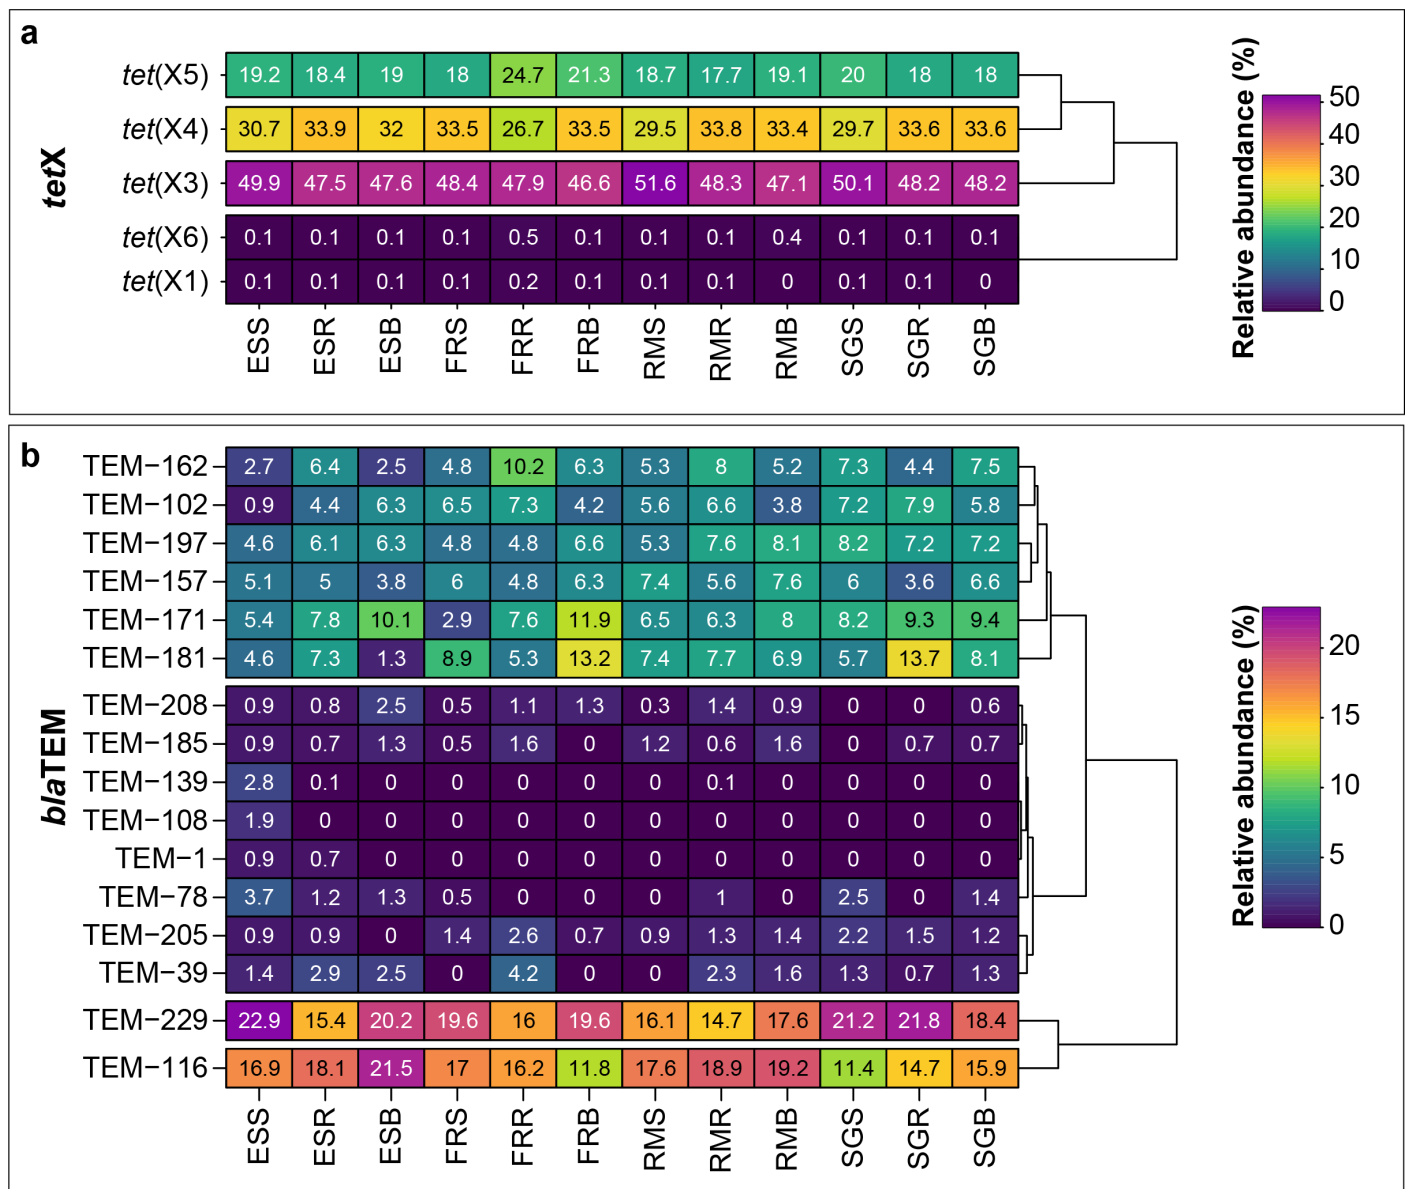 a
tetX
tet(X5) 19.2 18.4 19 18 24.7 21.3 18.7 17.7 19.1 20 18 18
tet(X4) 30.7 33.9 32 33.5 26.7 33.5 29.5 33.8 33.4 29.7 33.6 33.6
tet(X3) 49.9 47.5 47.6 48.4 47.9 46.6 51.6 48.3 47.1 50.1 48.2 48.2
tet(X6) 0.1 0.1 0.1 0.1 0.5 0.1 0.1 0.1 0.4 0.1 0.1 0.1
tet(X1) 0.1 0.1 0.1 0.1 0.2 0.1 0.1 0.1 0 0.1 0.1 0
ESS ESR ESB FRS FRR FRB RMS RMR RMB SGS SGR SGB
Relative abundance (%)
50
40
30
20
10
0
b
blaTEM
TEM−162 2.7 6.4 2.5 4.8 10.2 6.3 5.3 8 5.2 7.3 4.4 7.5
TEM−102 0.9 4.4 6.3 6.5 7.3 4.2 5.6 6.6 3.8 7.2 7.9 5.8
TEM−197 4.6 6.1 6.3 4.8 4.8 6.6 5.3 7.6 8.1 8.2 7.2 7.2
TEM−157 5.1 5 3.8 6 4.8 6.3 7.4 5.6 7.6 6 3.6 6.6
TEM−171 5.4 7.8 10.1 2.9 7.6 11.9 6.5 6.3 8 8.2 9.3 9.4
TEM−181 4.6 7.3 1.3 8.9 5.3 13.2 7.4 7.7 6.9 5.7 13.7 8.1
TEM−208 0.9 0.8 2.5 0.5 1.1 1.3 0.3 1.4 0.9 0 0 0.6
TEM−185 0.9 0.7 1.3 0.5 1.6 0 1.2 0.6 1.6 0 0.7 0.7
TEM−139 2.8 0.1 0 0 0 0 0 0.1 0 0 0 0
TEM−108 1.9 0 0 0 0 0 0 0 0 0 0 0
TEM−1 0.9 0.7 0 0 0 0 0 0 0 0 0 0
TEM−78 3.7 1.2 1.3 0.5 0 0 0 1 0 2.5 0 1.4
TEM−205 0.9 0.9 0 1.4 2.6 0.7 0.9 1.3 1.4 2.2 1.5 1.2
TEM−39 1.4 2.9 2.5 0 4.2 0 0 2.3 1.6 1.3 0.7 1.3
TEM−229 22.9 15.4 20.2 19.6 16 19.6 16.1 14.7 17.6 21.2 21.8 18.4
TEM−116 16.9 18.1 21.5 17 16.2 11.8 17.6 18.9 19.2 11.4 14.7 15.9
ESS ESR ESB FRS FRR FRB RMS RMR RMB SGS SGR SGB
Relative abundance (%)
20
15
10
5
0